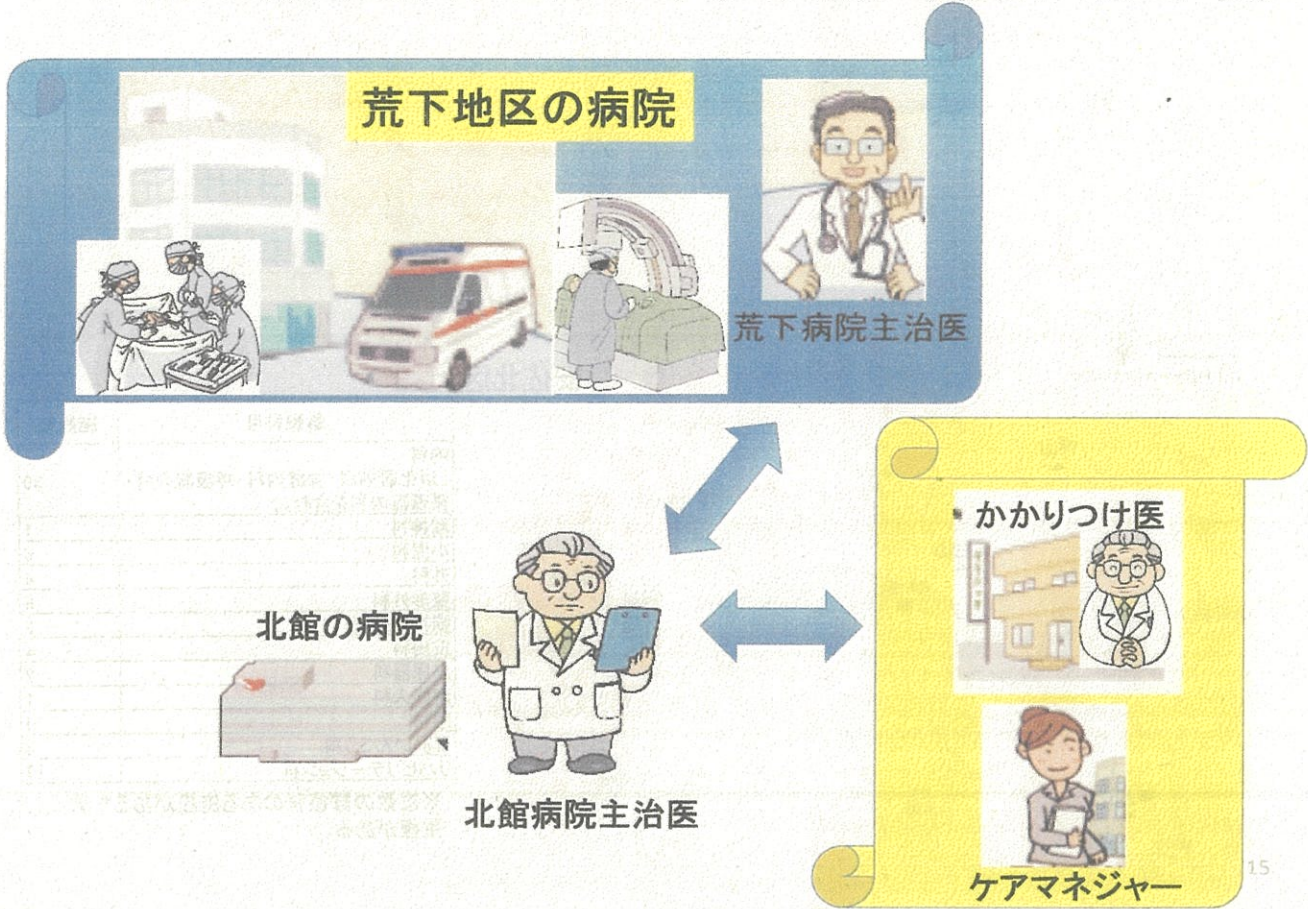 荒下地区の病院
荒下病院主治医
かかりつけ医
北館の病院
北館病院主治医
ケアマネジャー
15